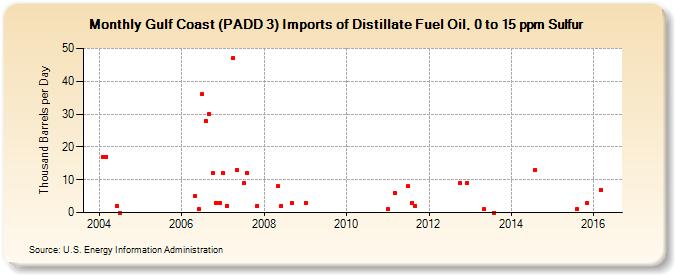 Monthly Gulf Coast (PADD 3) Imports of Distillate Fuel Oil, 0 to 15 ppm Sulfur
Thousand Barrels per Day
50
40
30
20
10
0
2004 2006 2008 2010 2012 2014 2016
Source: U.S. Energy Information Administration